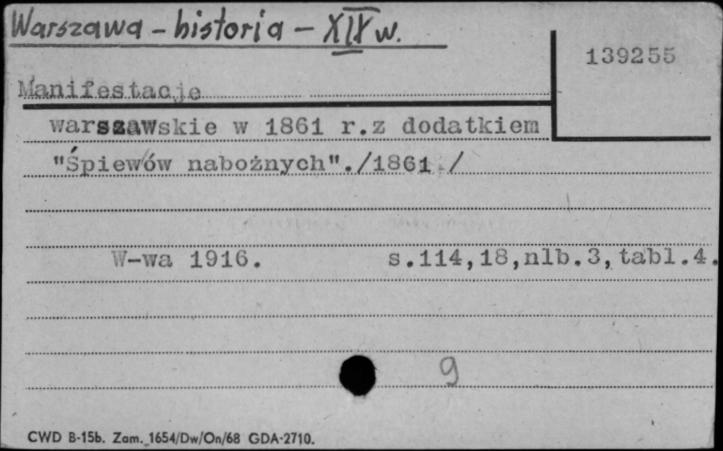 Warszawa - historia - XIX w.
139255
Manifestacje
warszawskie w 1861 r.z dodatkiem
"Śpiewów nabożnych"./1861./
W-wa 1916. s.114,18,nlb.3,tabl.4.
9
CWD B-15b. Zam. 1654/Dw/On/68 GDA-2710.